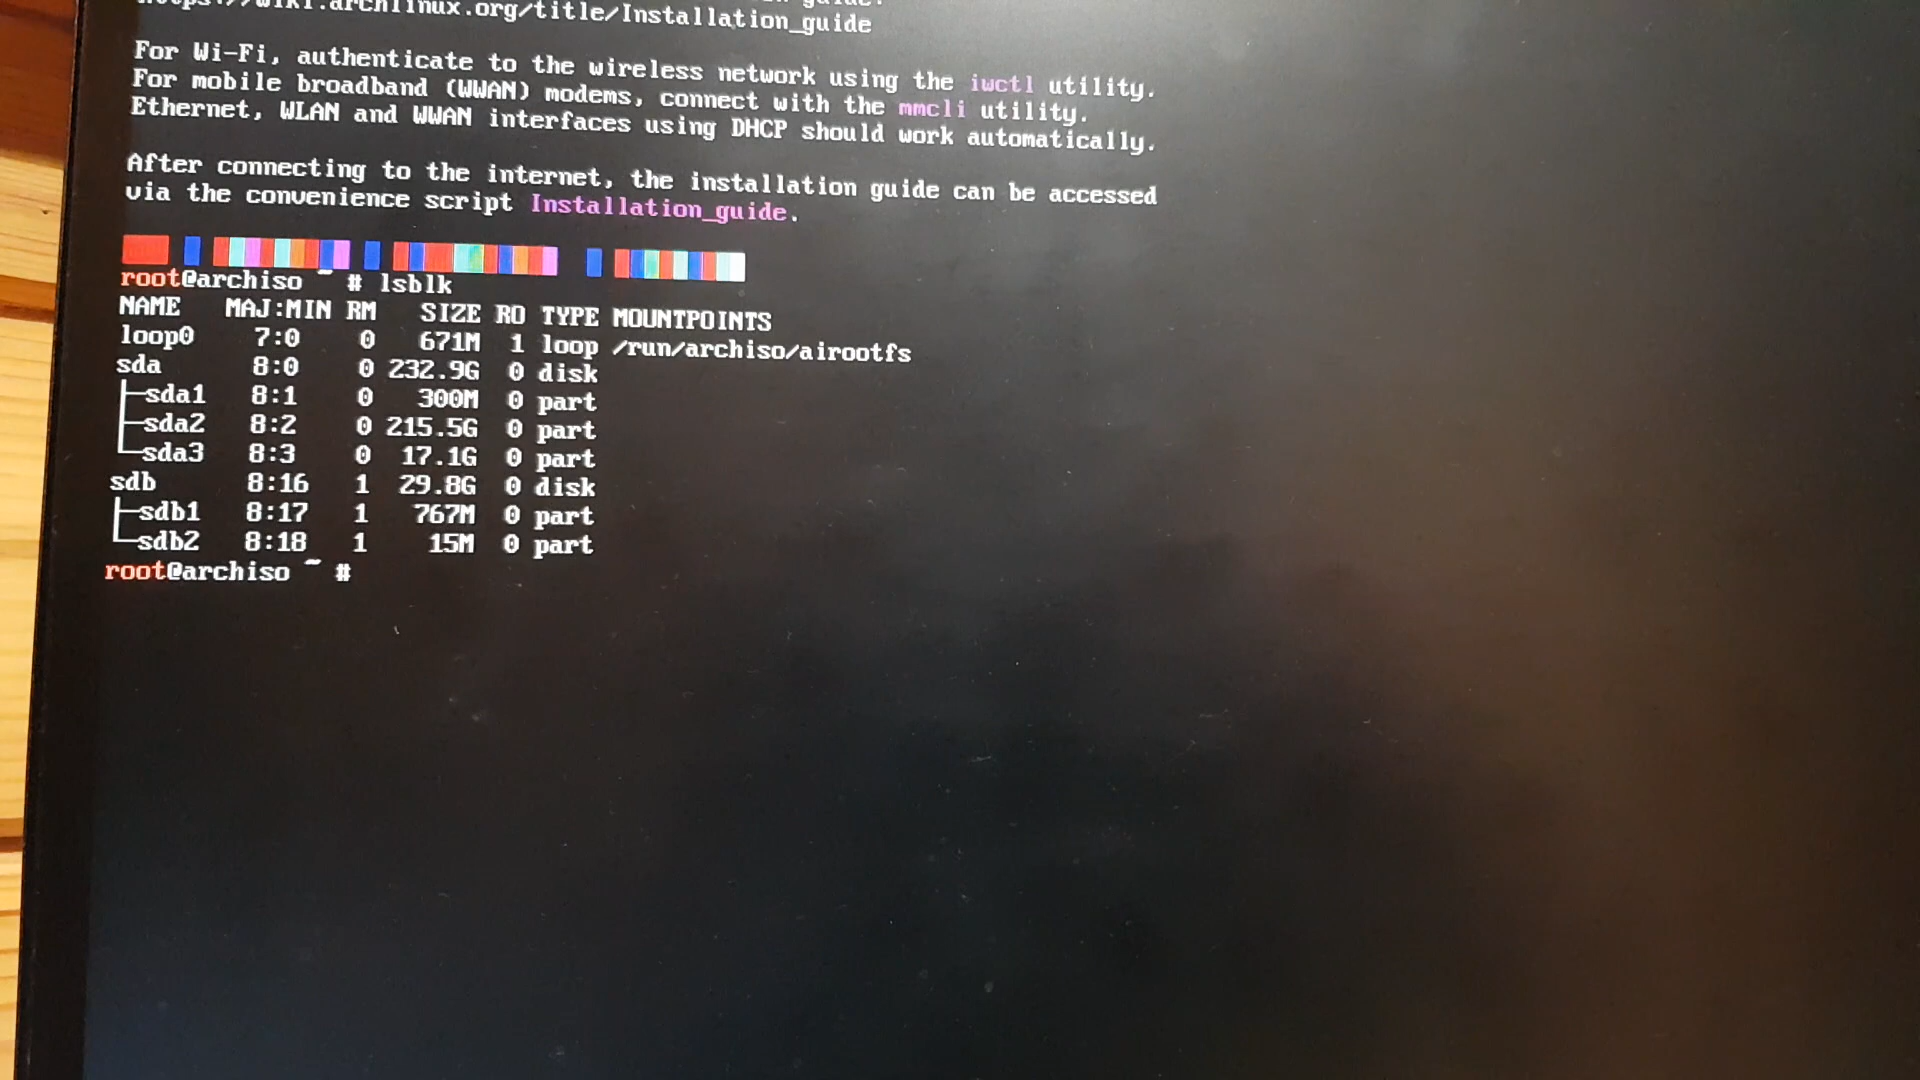 https://wiki.archlinux.org/title/Installation_guide
For Wi-Fi, authenticate to the wireless network using the iwctl utility.
For mobile broadband (WWAN) modems, connect with the mmcli utility.
Ethernet, WLAN and WWAN interfaces using DHCP should work automatically.
After connecting to the internet, the installation guide can be accessed
via the convenience script Installation_guide.
root@archiso ~ # lsblk
NAME MAJ:MIN RM SIZE RO TYPE MOUNTPOINTS
loop0 7:0 0 671M 1 loop /run/archiso/airootfs
sda 8:0 0 232.9G 0 disk
├─sda1 8:1 0 300M 0 part
├─sda2 8:2 0 215.5G 0 part
└─sda3 8:3 0 17.1G 0 part
sdb 8:16 1 29.8G 0 disk
├─sdb1 8:17 1 767M 0 part
└─sdb2 8:18 1 15M 0 part
root@archiso ~ #